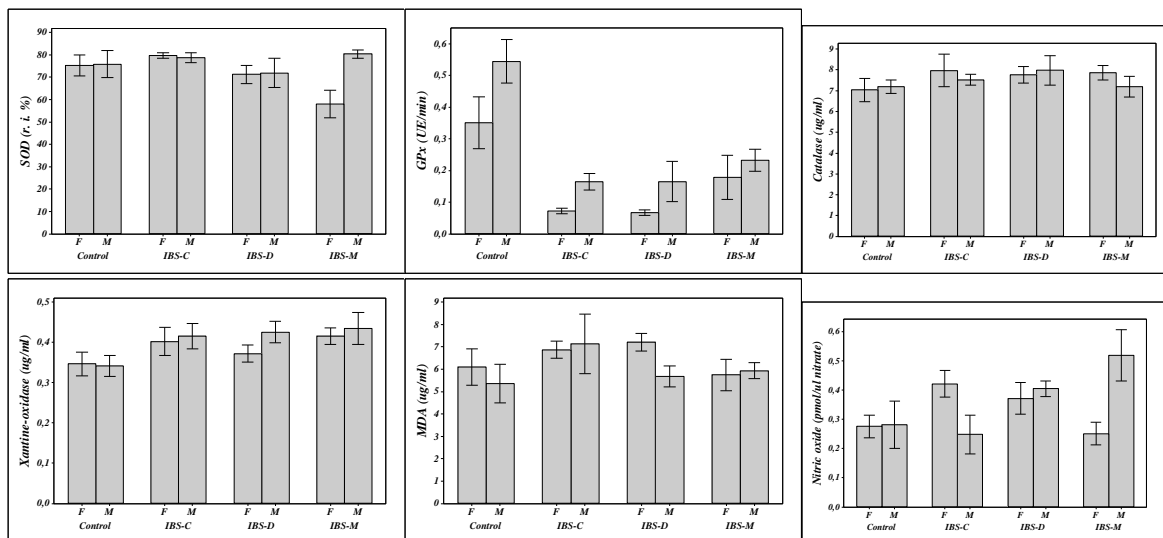 SOD (r. i. %)
90
80
70
60
50
40
30
20
10
0
F M F M F M F M
Control IBS-C IBS-D IBS-M
GPx (UE/min)
0,6
0,5
0,4
0,3
0,2
0,1
0,0
F M F M F M F M
Control IBS-C IBS-D IBS-M
Catalase (ug/ml)
9
8
7
6
5
4
3
2
1
0
F M F M F M F M
Control IBS-C IBS-D IBS-M
Xantine-oxidase (ug/ml)
0,5
0,4
0,3
0,2
0,1
0,0
F M F M F M F M
Control IBS-C IBS-D IBS-M
MDA (ug/ml)
9
8
7
6
5
4
3
2
1
0
F M F M F M F M
Control IBS-C IBS-D IBS-M
Nitric oxide (pmol/ul nitrate)
0,6
0,5
0,4
0,3
0,2
0,1
0,0
F M F M F M F M
Control IBS-C IBS-D IBS-M